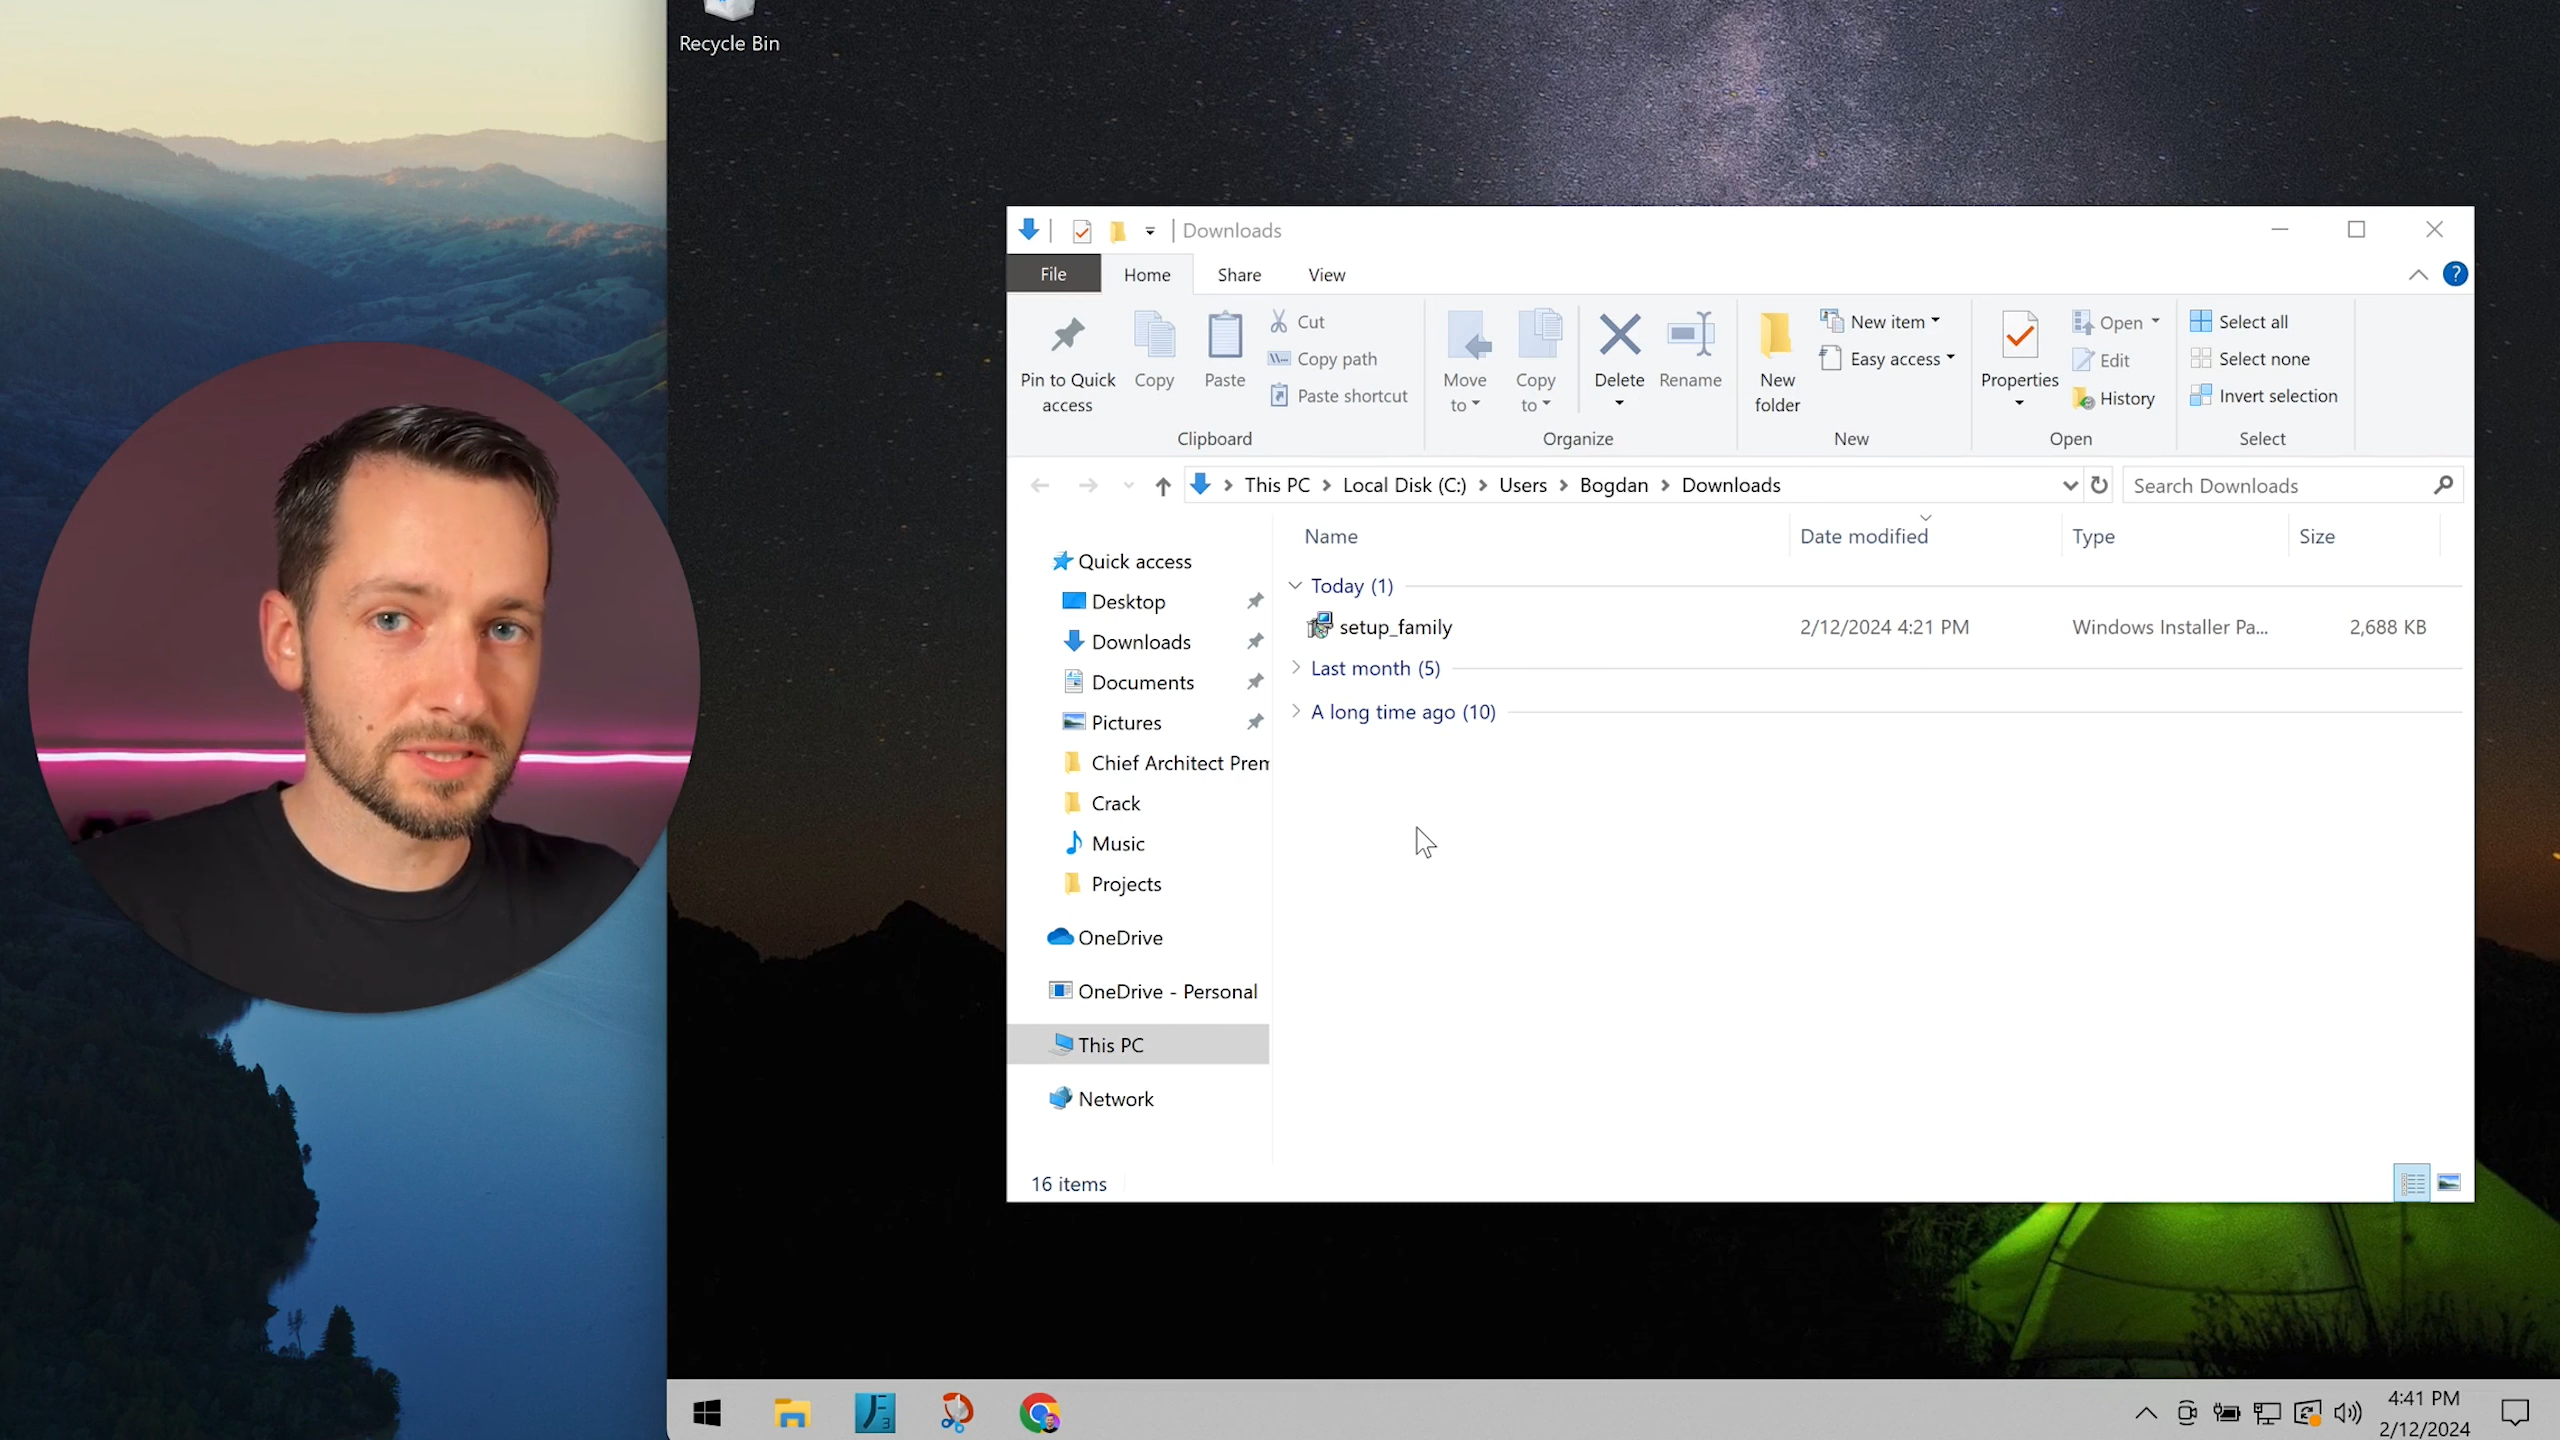 Recycle Bin
Downloads
File Home Share View
Pin to Quick access
Copy
Paste
Cut
Copy path
Paste shortcut
Clipboard
Move to
Copy to
Delete
Rename
Organize
New folder
New item
Easy access
New
Properties
Open
Edit
History
Open
Select all
Select none
Invert selection
Select
This PC Local Disk (C:) Users Bogdan Downloads
Search Downloads
Name Date modified Type Size
Today (1)
setup_family 2/12/2024 4:21 PM Windows Installer Pa... 2,688 KB
Last month (5)
A long time ago (10)
Quick access
Desktop
Downloads
Documents
Pictures
Chief Architect Prem
Crack
Music
Projects
OneDrive
OneDrive - Personal
This PC
Network
16 items
4:41 PM
2/12/2024